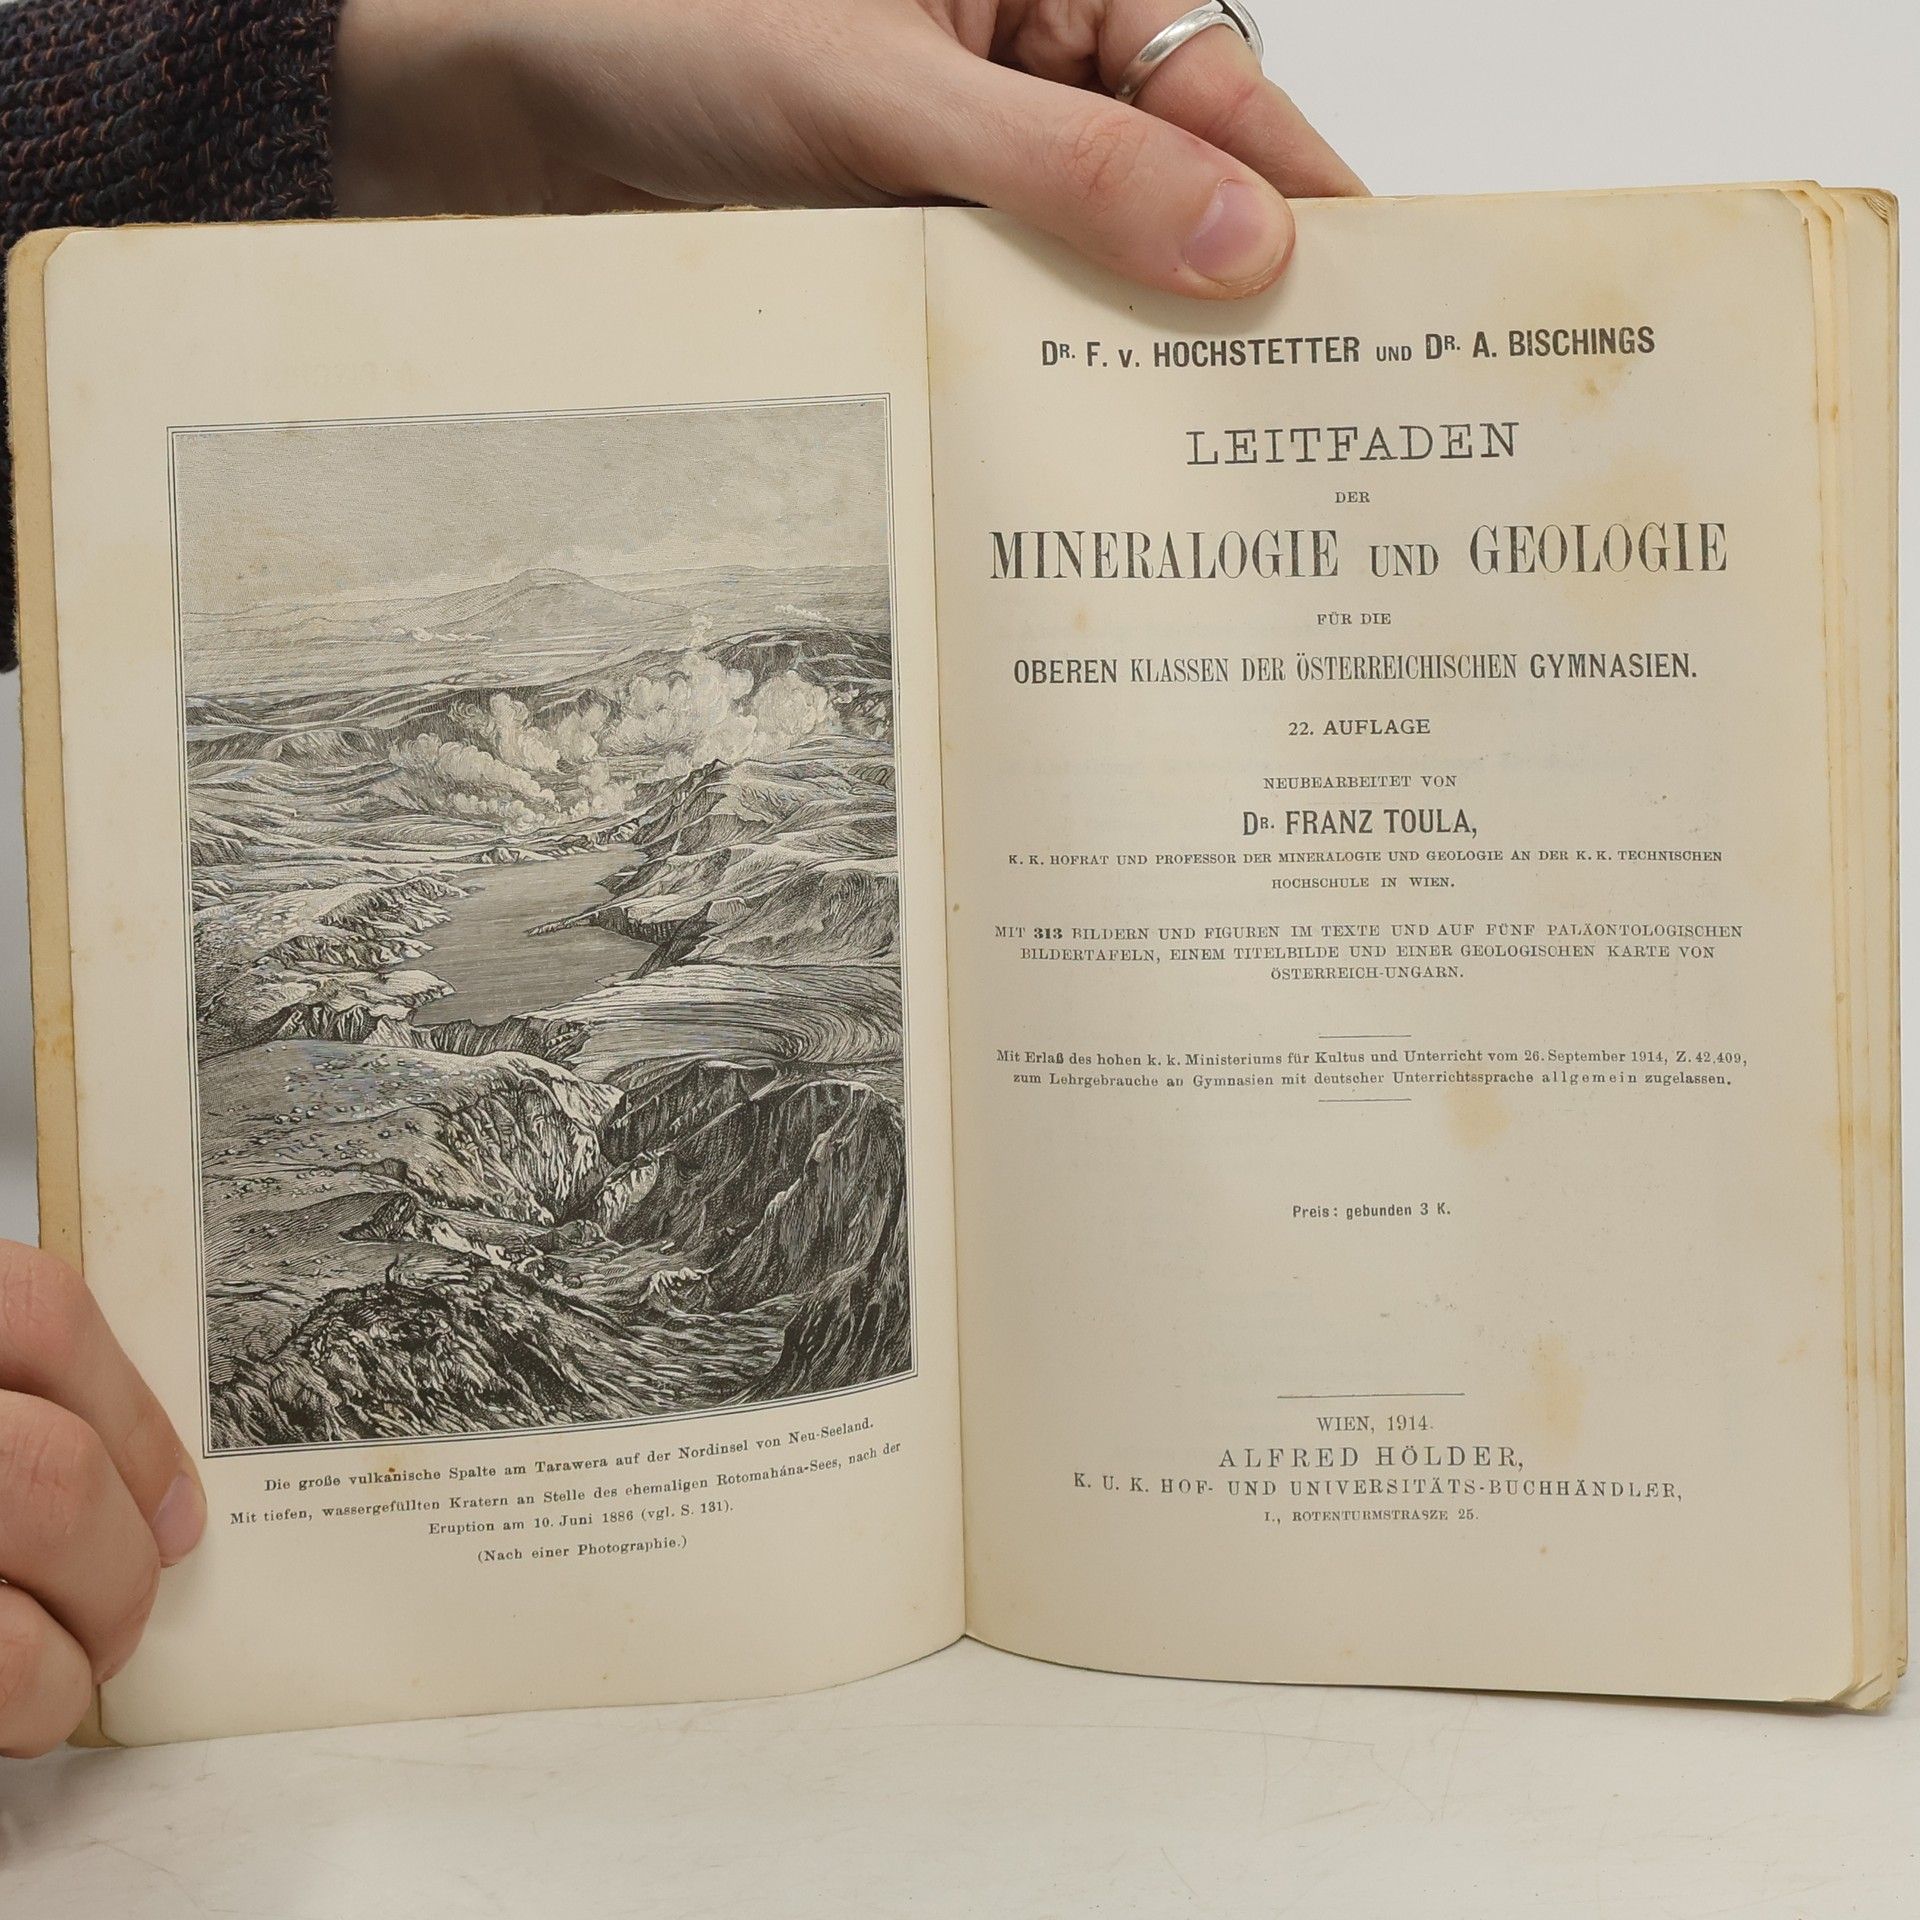 Die große vulkanische Spalte am Tarawera auf der Nordinsel von Neu-Seeland.
Mit tiefen, wassergefüllten Kratern an Stelle des ehemaligen Rotomahána-Sees, nach der
Eruption am 10. Juni 1886 (vgl. S. 131).
(Nach einer Photographie.)
DR. F. v. HOCHSTETTER UND DR. A. BISCHINGS
LEITFADEN
DER
MINERALOGIE UND GEOLOGIE
FÜR DIE
OBEREN KLASSEN DER ÖSTERREICHISCHEN GYMNASIEN.
22. AUFLAGE
NEUBEARBEITET VON
DR. FRANZ TOULA,
K. K. HOFRAT UND PROFESSOR DER MINERALOGIE UND GEOLOGIE AN DER K. K. TECHNISCHEN
HOCHSCHULE IN WIEN.
MIT 313 BILDERN UND FIGUREN IM TEXTE UND AUF FÜNF PALÄONTOLOGISCHEN
BILDERTAFELN, EINEM TITELBILDE UND EINER GEOLOGISCHEN KARTE VON
ÖSTERREICH-UNGARN.
Mit Erlaß des hohen k. k. Ministeriums für Kultus und Unterricht vom 26. September 1914, Z. 42.409,
zum Lehrgebrauche an Gymnasien mit deutscher Unterrichtssprache allgemein zugelassen.
Preis: gebunden 3 K.
WIEN, 1914.
ALFRED HÖLDER,
K. U. K. HOF- UND UNIVERSITÄTS-BUCHHÄNDLER,
I., ROTENTURMSTRASZE 25.